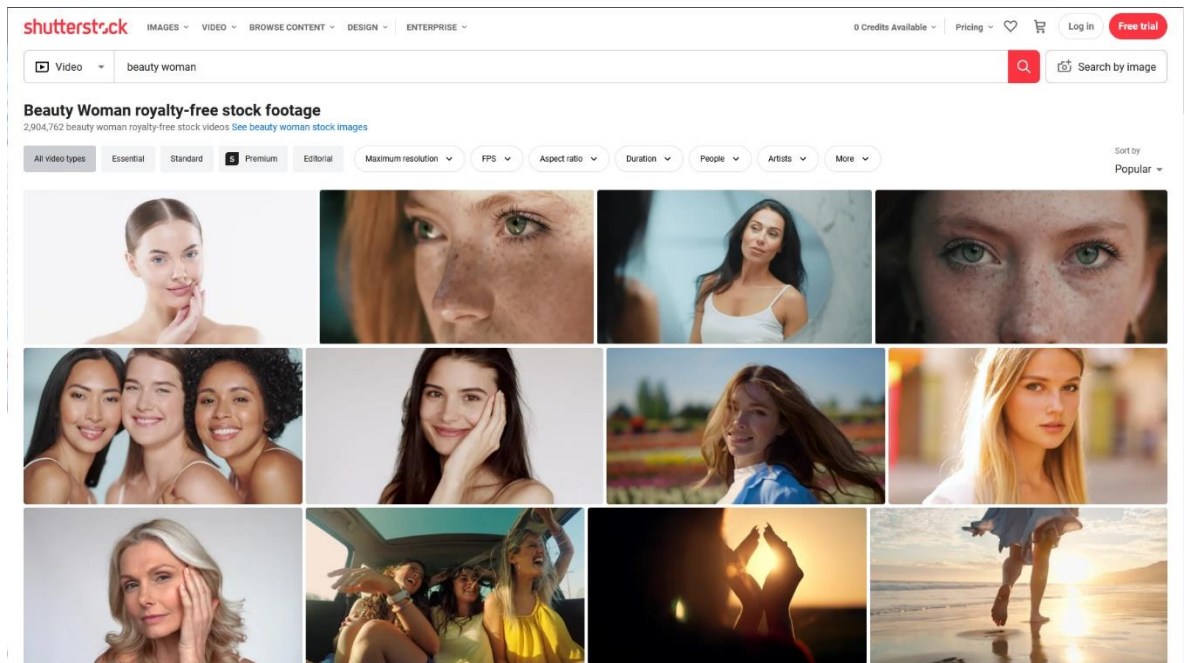 shutterstock IMAGES VIDEO BROWSE CONTENT DESIGN ENTERPRISE 0 Credits Available Pricing Log in Free trial
Video beauty woman Search by image
Beauty Woman royalty-free stock footage
2,904,762 beauty woman royalty-free stock videos See beauty woman stock images
All video types Essential Standard S Premium Editorial Maximum resolution FPS Aspect ratio Duration People Artists More Sort by
Popular